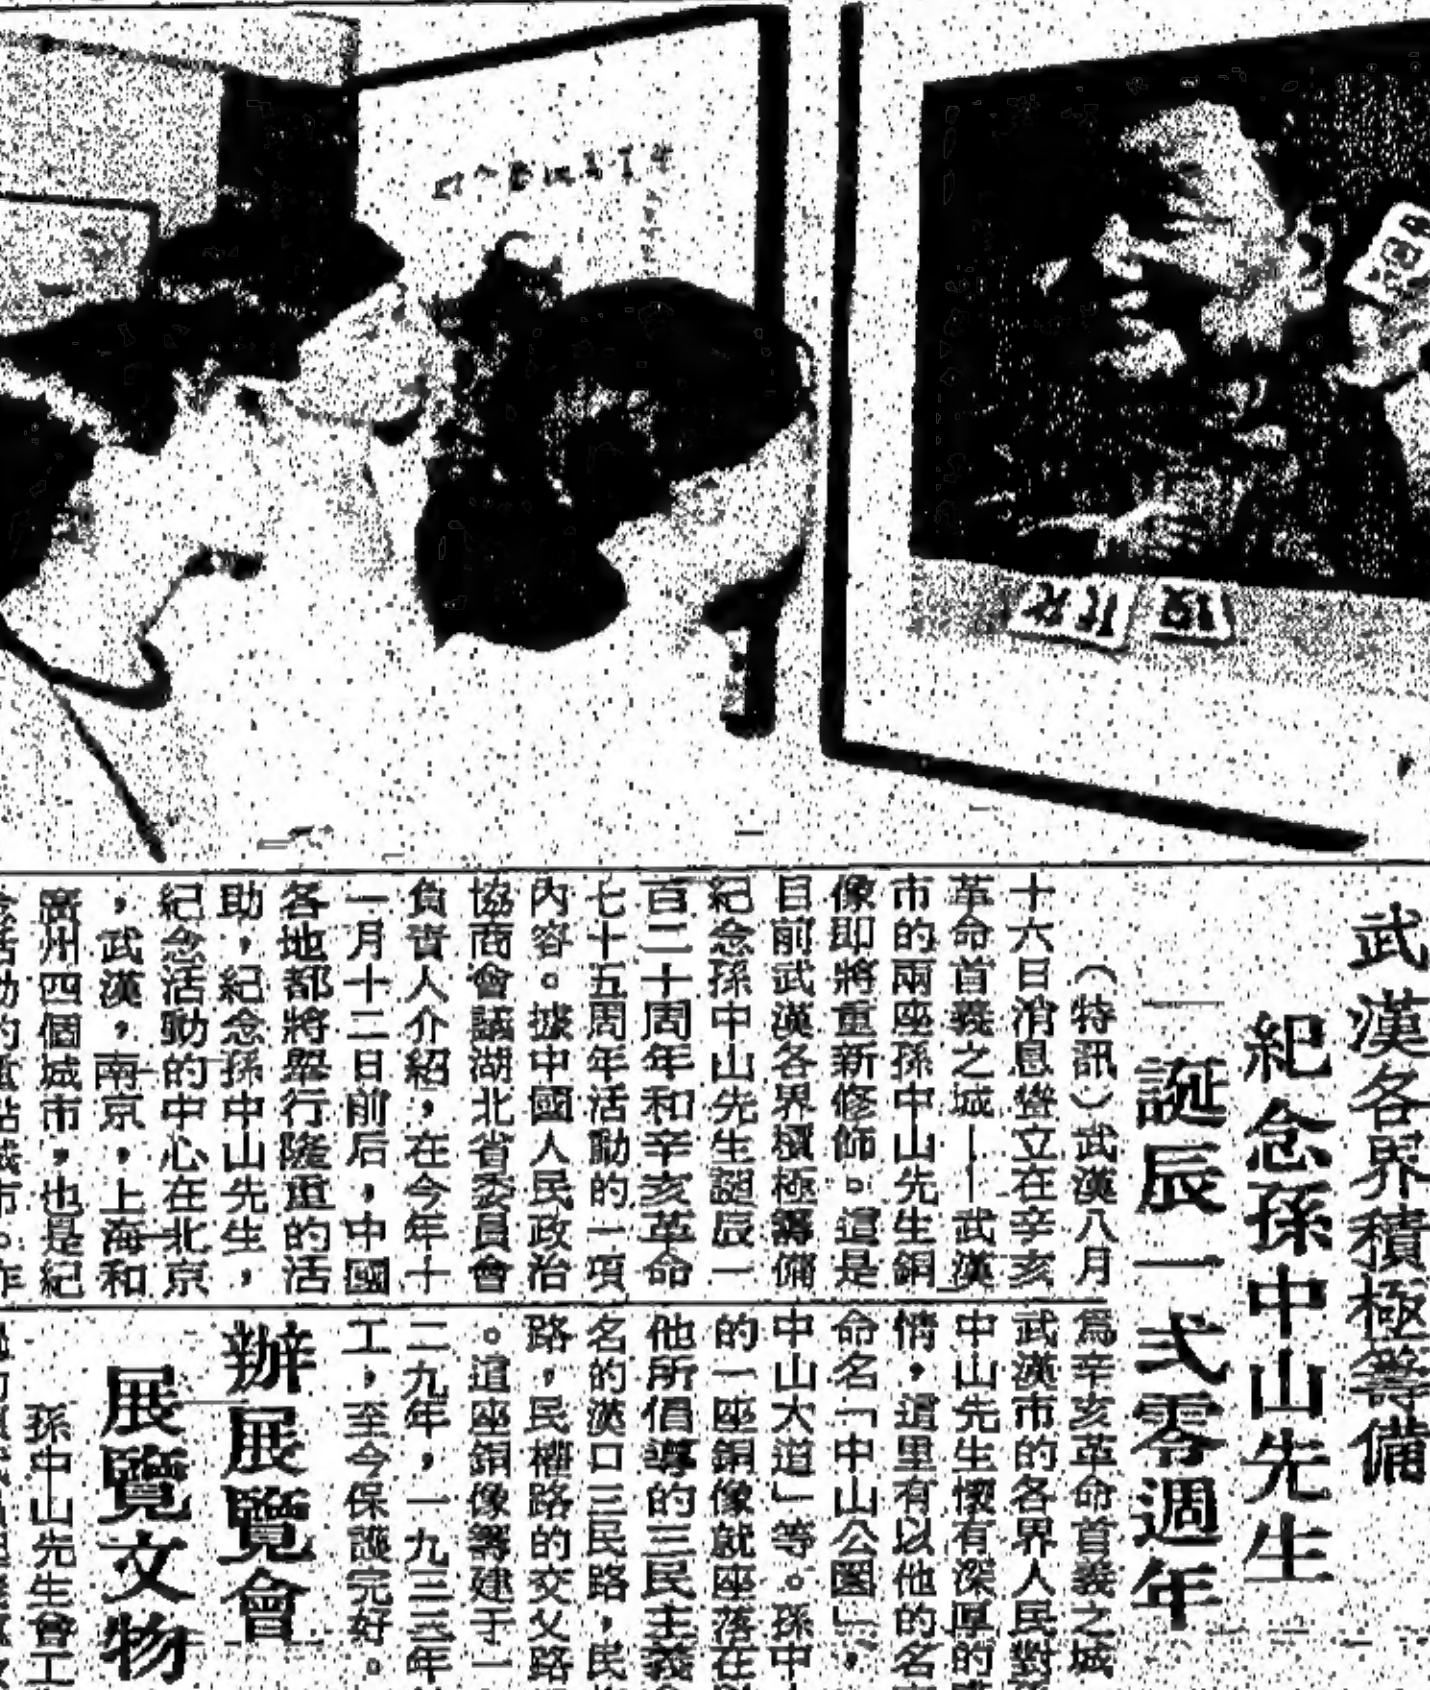 武漢各界積極籌備
紀念孫中山先生
誕辰一弍零週年
（特訊）武漢八月
十六日消息聳立在辛亥
革命首義之城——武漢
市的兩座孫中山先生銅
像即將重新修飾。這是
目前武漢各界積極籌備
紀念孫中山先生誕辰一
百二十周年和辛亥革命
七十五周年活動的一項
內容。據中國人民政治
協商會議湖北省委員會
負責人介紹，在今年十
一月十二日前后，中國
各地都將舉行隆重的活
助，紀念孫中山先生，
紀念活動的中心在北京
，武漢，南京，上海和
廣州四個城市，也是紀
念活動的重點城市。作
為辛亥革命首義之城
武漢市的各界人民對
中山先生懷有深厚的
情，這里有以他的名
命名「中山公園」，
中山大道」等。孫中
的一座銅像就座落在
他所倡導的三民主義
名的漢口三民路，民
路，民權路的交叉路
。這座銅像籌建于一
二九年，一九三三年
工，至今保護完好。
辦展覽會
展覽文物
孫中山先生曾工